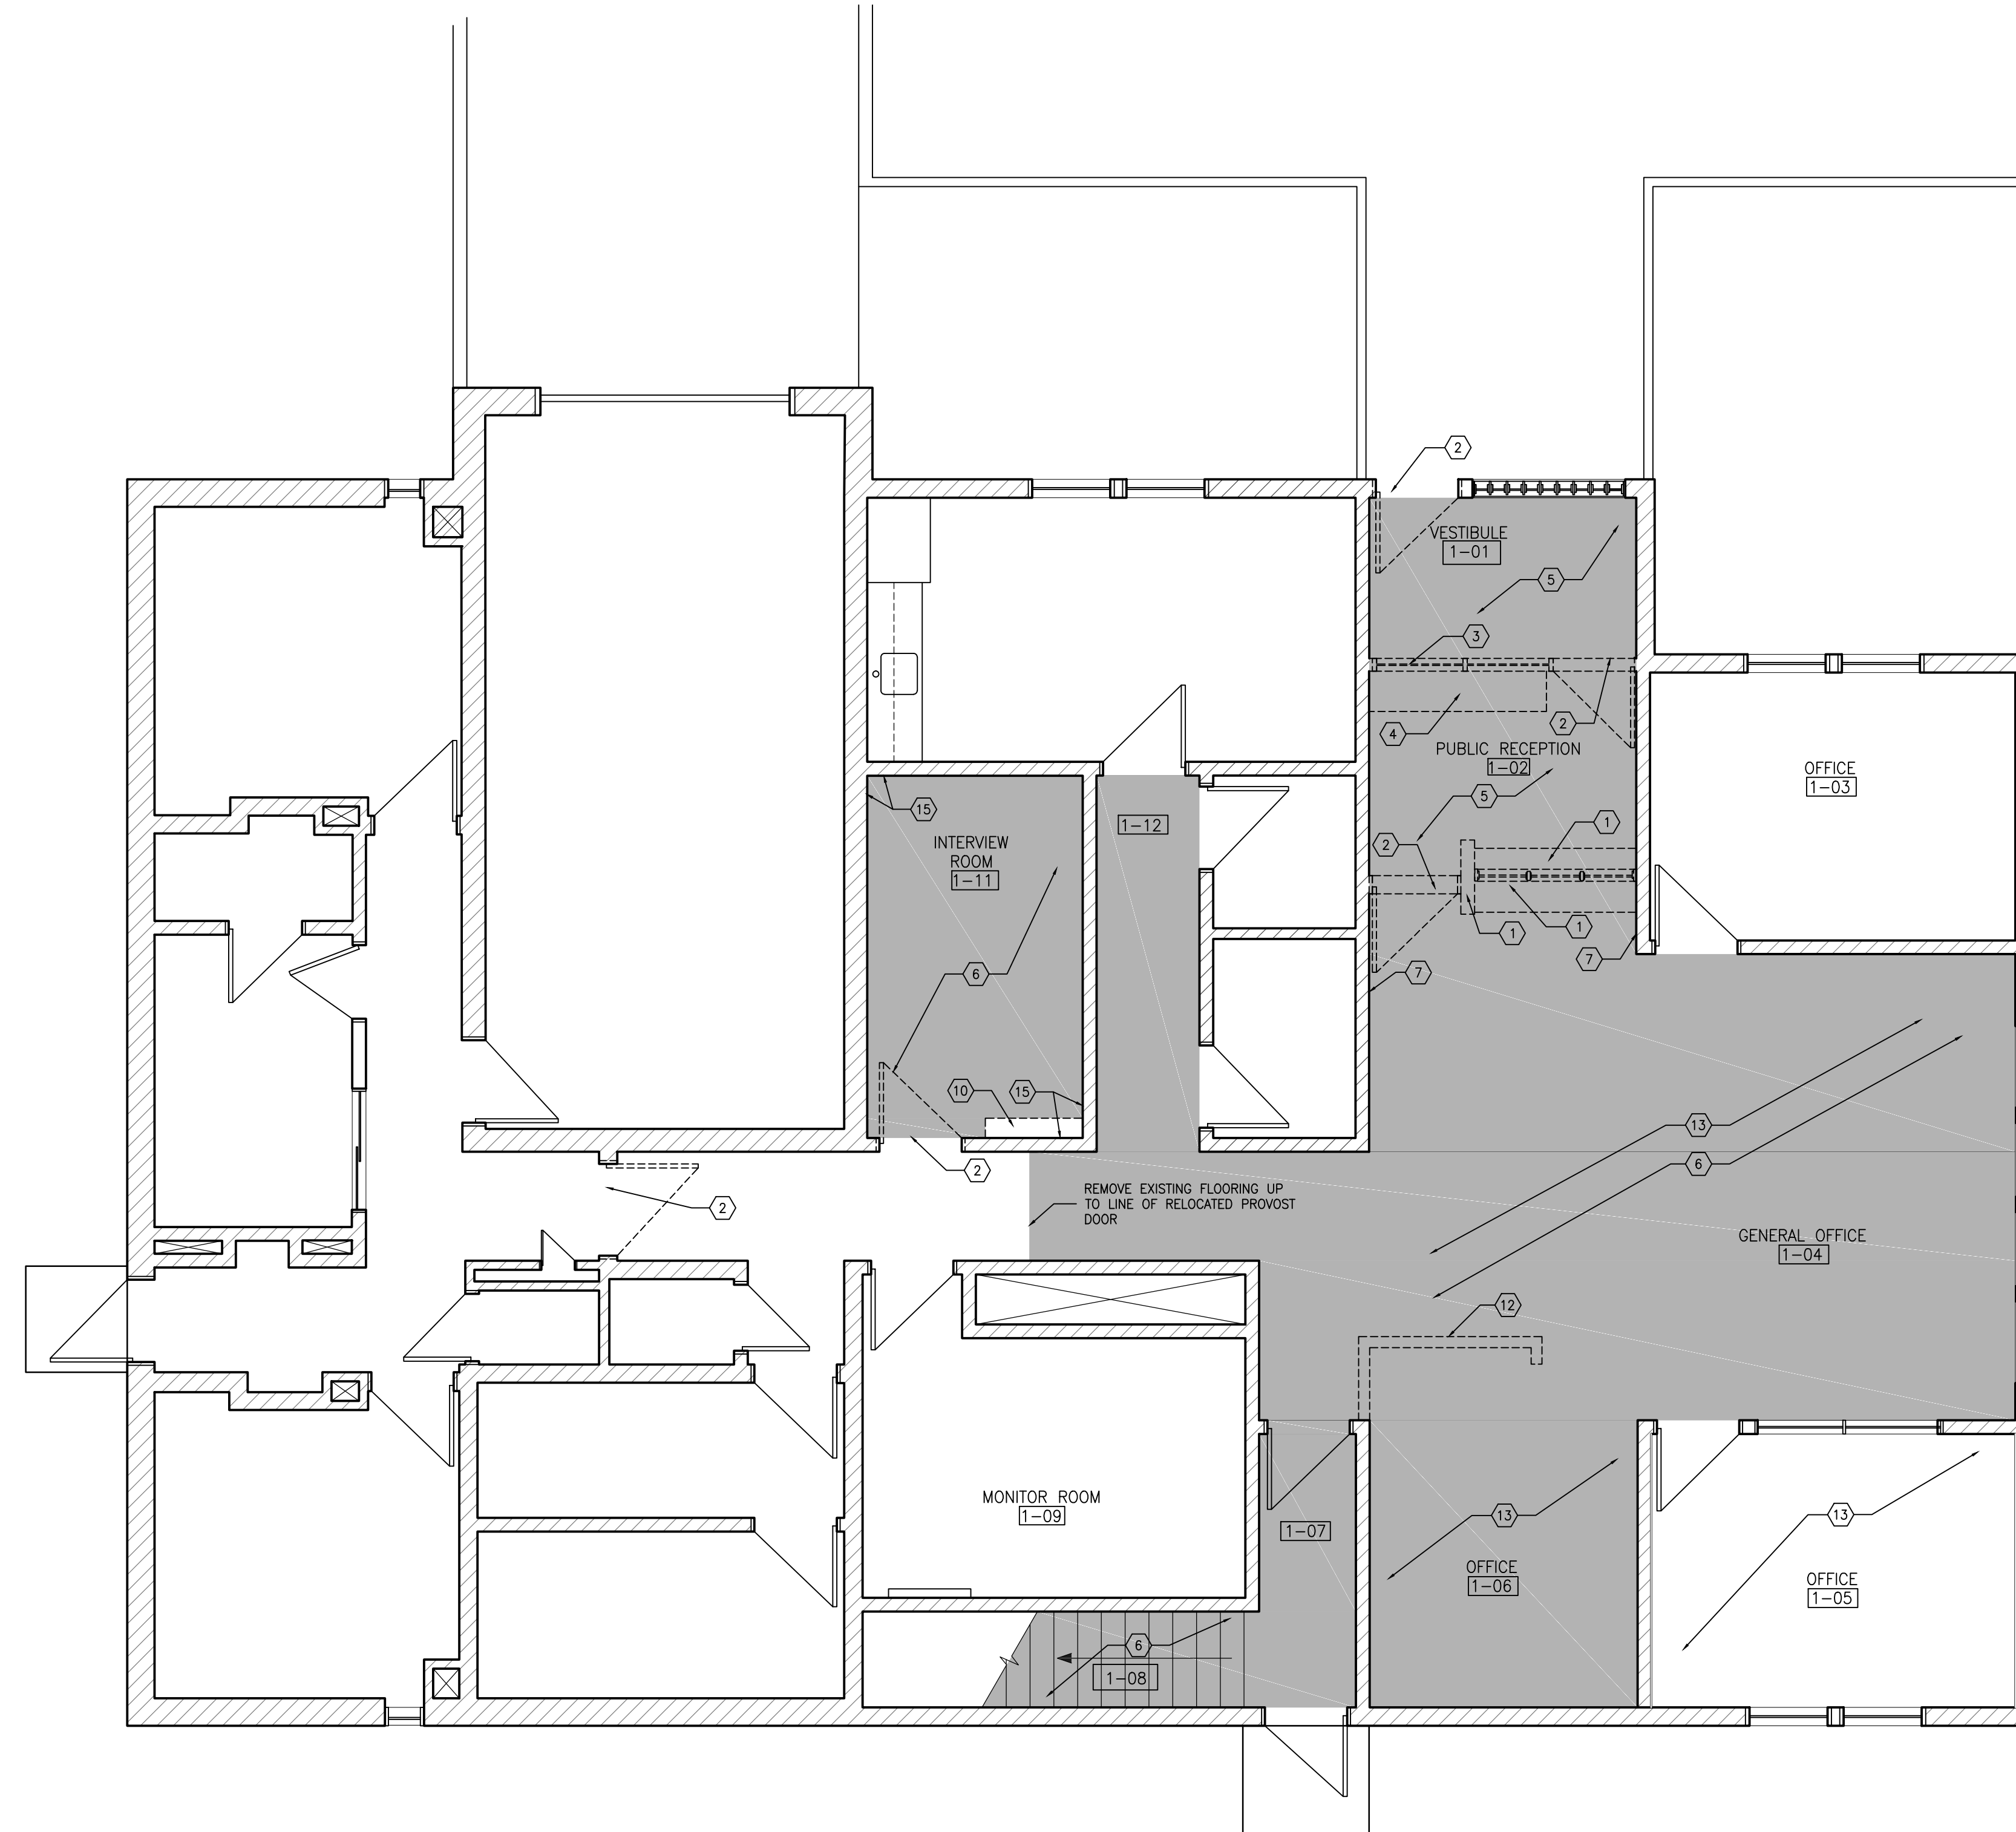 2
VESTIBULE
1-01
5
3
2
4
PUBLIC RECEPTION
1-02
OFFICE
1-03
5
15
1
1-12
2
INTERVIEW
ROOM
1-11
1
1
7
6
7
10
15
13
2
6
REMOVE EXISTING FLOORING UP
TO LINE OF RELOCATED PROVOST
DOOR
2
GENERAL OFFICE
1-04
12
MONITOR ROOM
1-09
13
13
1-07
OFFICE
1-06
OFFICE
1-05
6
1-08